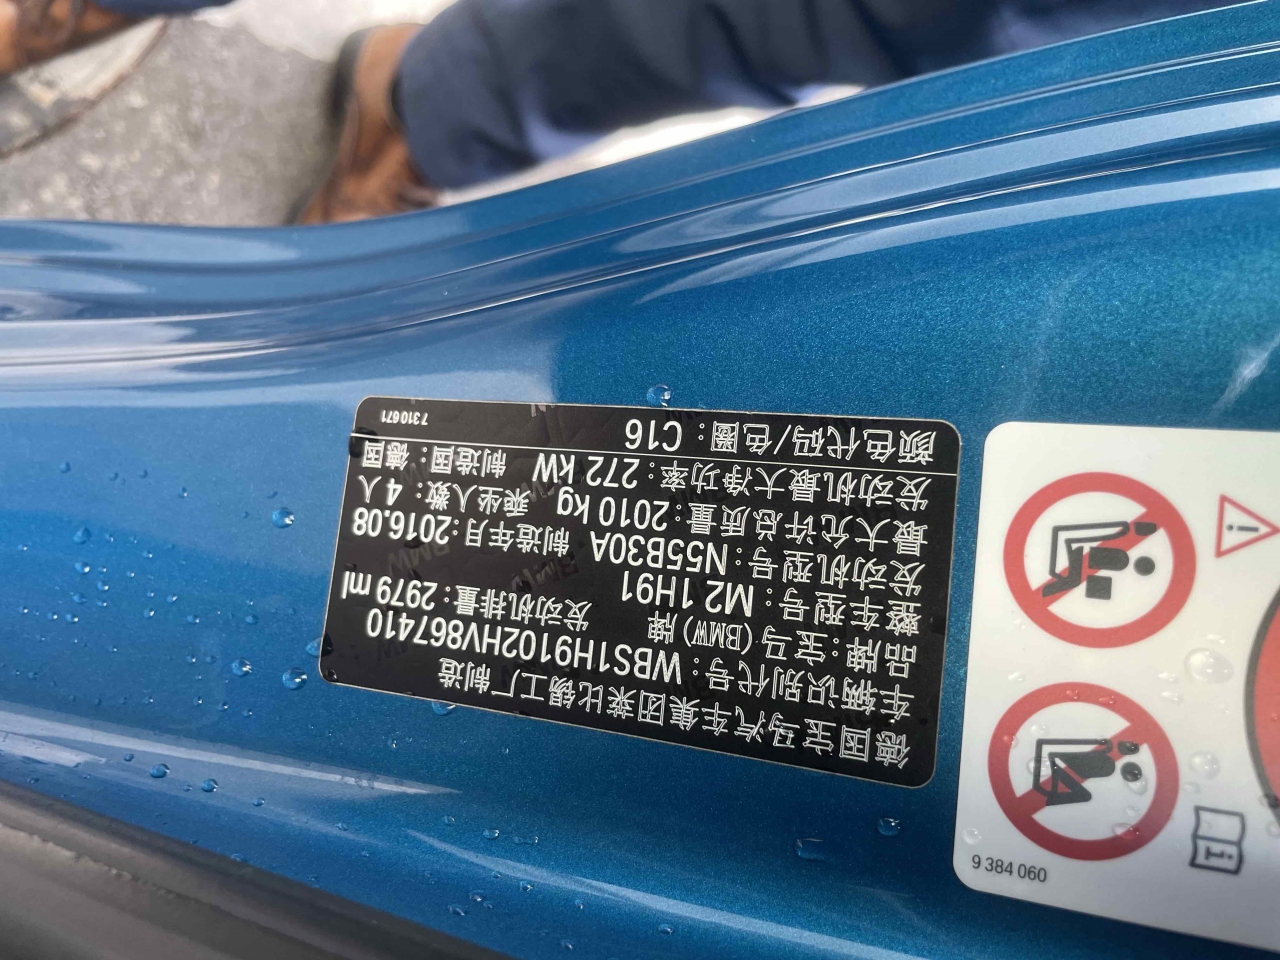 德国宝马汽车集团莱比锡工厂 制造
车辆识别代号：WBS1H9102HV867410
品牌：宝马(BMW)牌 发动机排量：2979 ml
整车型号：M2 1H91
发动机型号：N55B30A 制造年月：2016.08
最大允许总质量：2010 kg 乘坐人数：4人
发动机最大净功率：272 kW 制造国：德国
颜色代码/色圈：C16
7 310 671
9 384 060